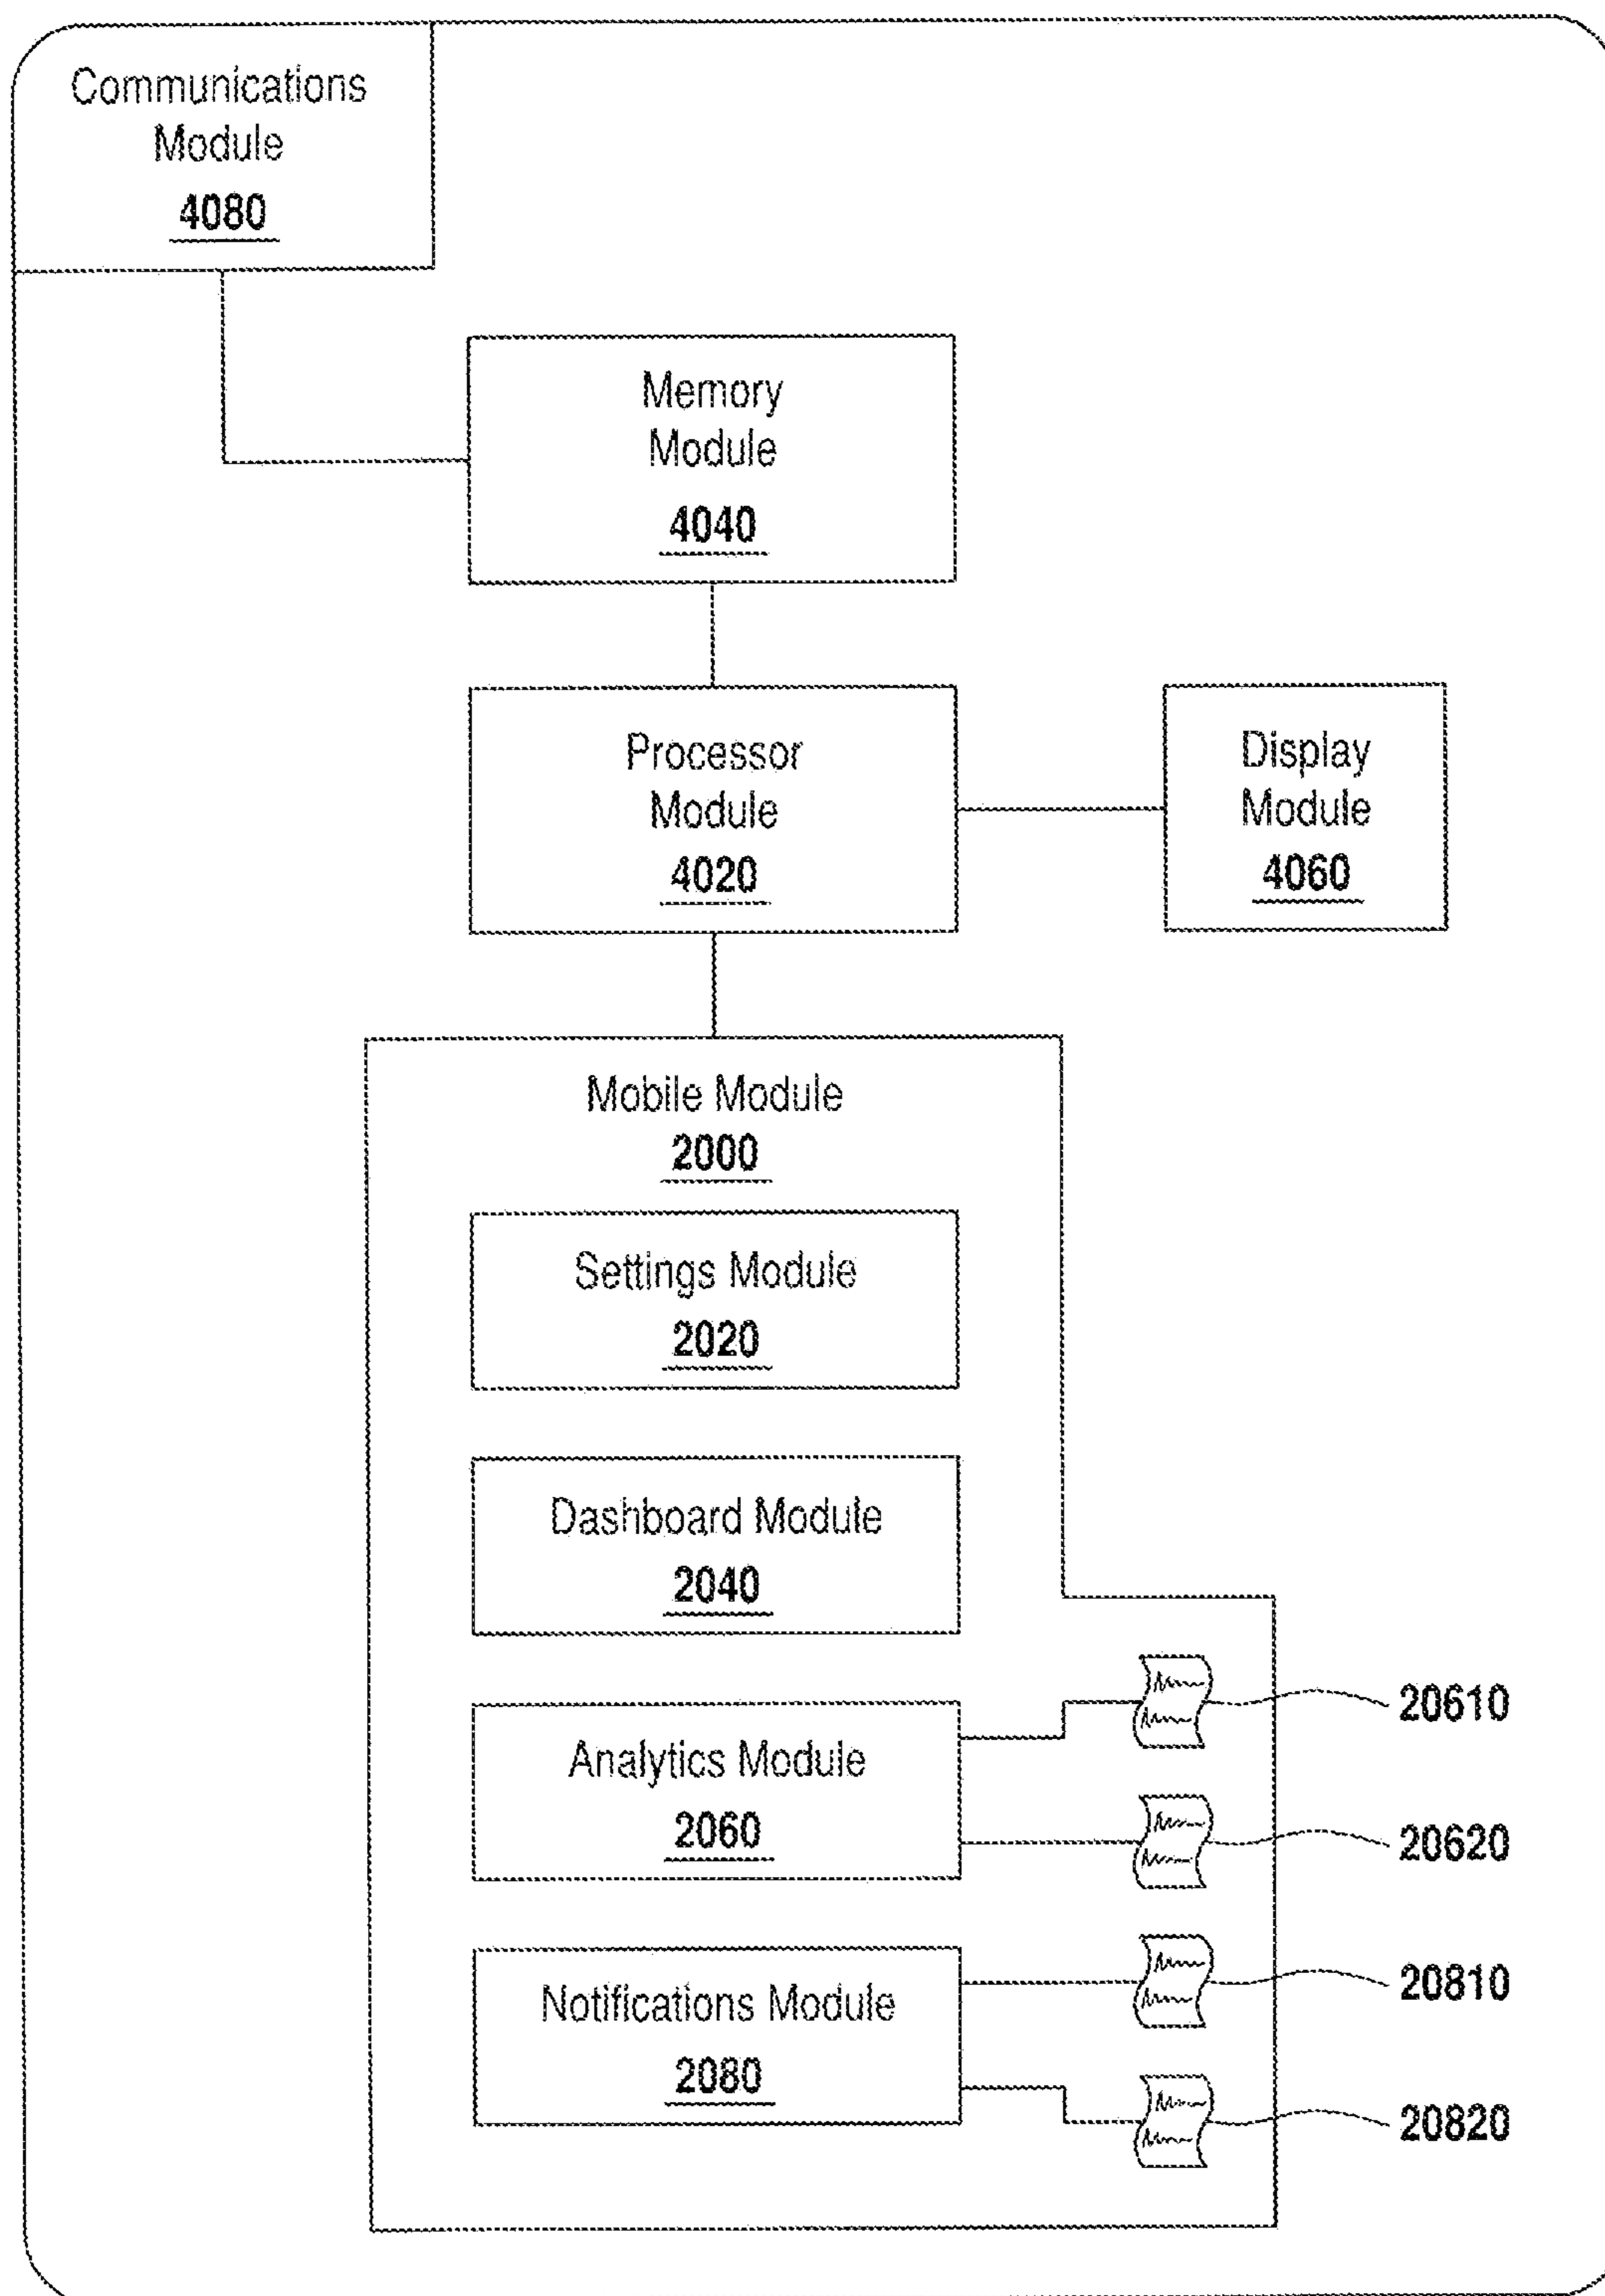 Communications
Module
4080
Memory
Module
4040
Processor
Module
4020
Display
Module
4060
Mobile Module
2000
Settings Module
2020
Dashboard Module
2040
Analytics Module
2060
20610
20620
Notifications Module
2080
20810
20820